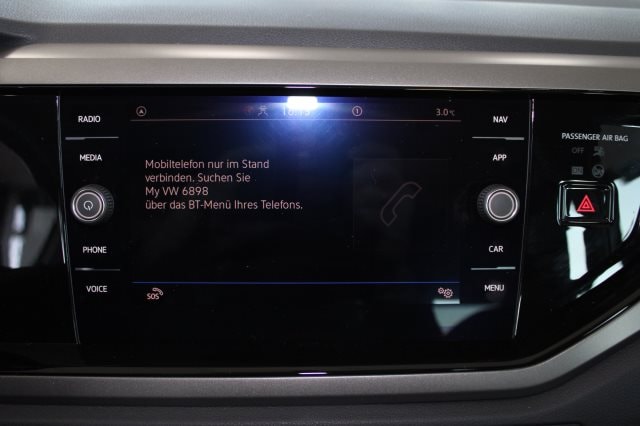 RADIO
MEDIA
PHONE
VOICE
3.0°C
Mobiltelefon nur im Stand
verbinden. Suchen Sie
My VW 6898
über das BT-Menü Ihres Telefons.
SOS
NAV
APP
CAR
MENU
PASSENGER AIR BAG
OFF